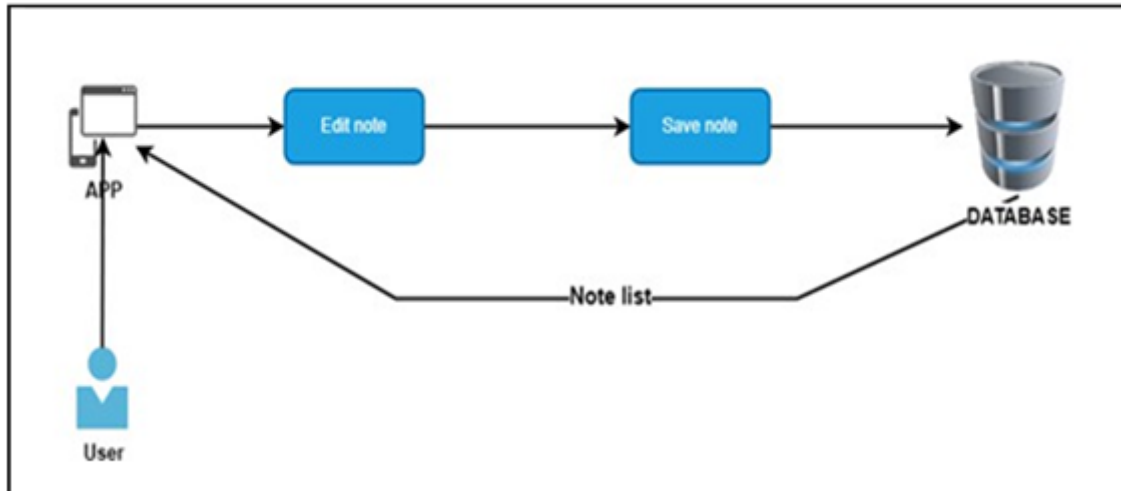 Edit note
Save note
APP
DATABASE
Note list
User